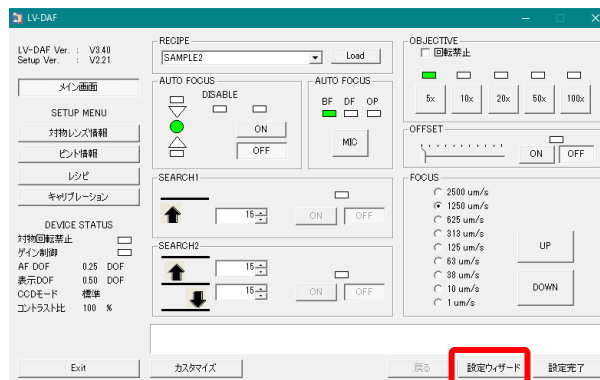 LV-DAF
LV-DAF Ver. : V3.40
Setup Ver. : V2.21
メイン画面
SETUP MENU
対物レンズ情報
ピント情報
レシピ
キャリブレーション
DEVICE STATUS
対物回転禁止
ゲイン制御
AF DOF 0.25 DOF
表示DOF 0.50 DOF
CCDモード 標準
コントラスト比 100 %
Exit
RECIPE
SAMPLE2
Load
AUTO FOCUS
DISABLE
ON
OFF
AUTO FOCUS
BF DF OP
MIC
SEARCH1
15
ON OFF
SEARCH2
15
15
ON OFF
OBJECTIVE
回転禁止
5x 10x 20x 50x 100x
OFFSET
ON OFF
FOCUS
2500 um/s
1250 um/s
625 um/s
313 um/s
125 um/s
63 um/s
38 um/s
10 um/s
1 um/s
UP
DOWN
カスタマイズ
戻る
設定ウィザード
設定完了